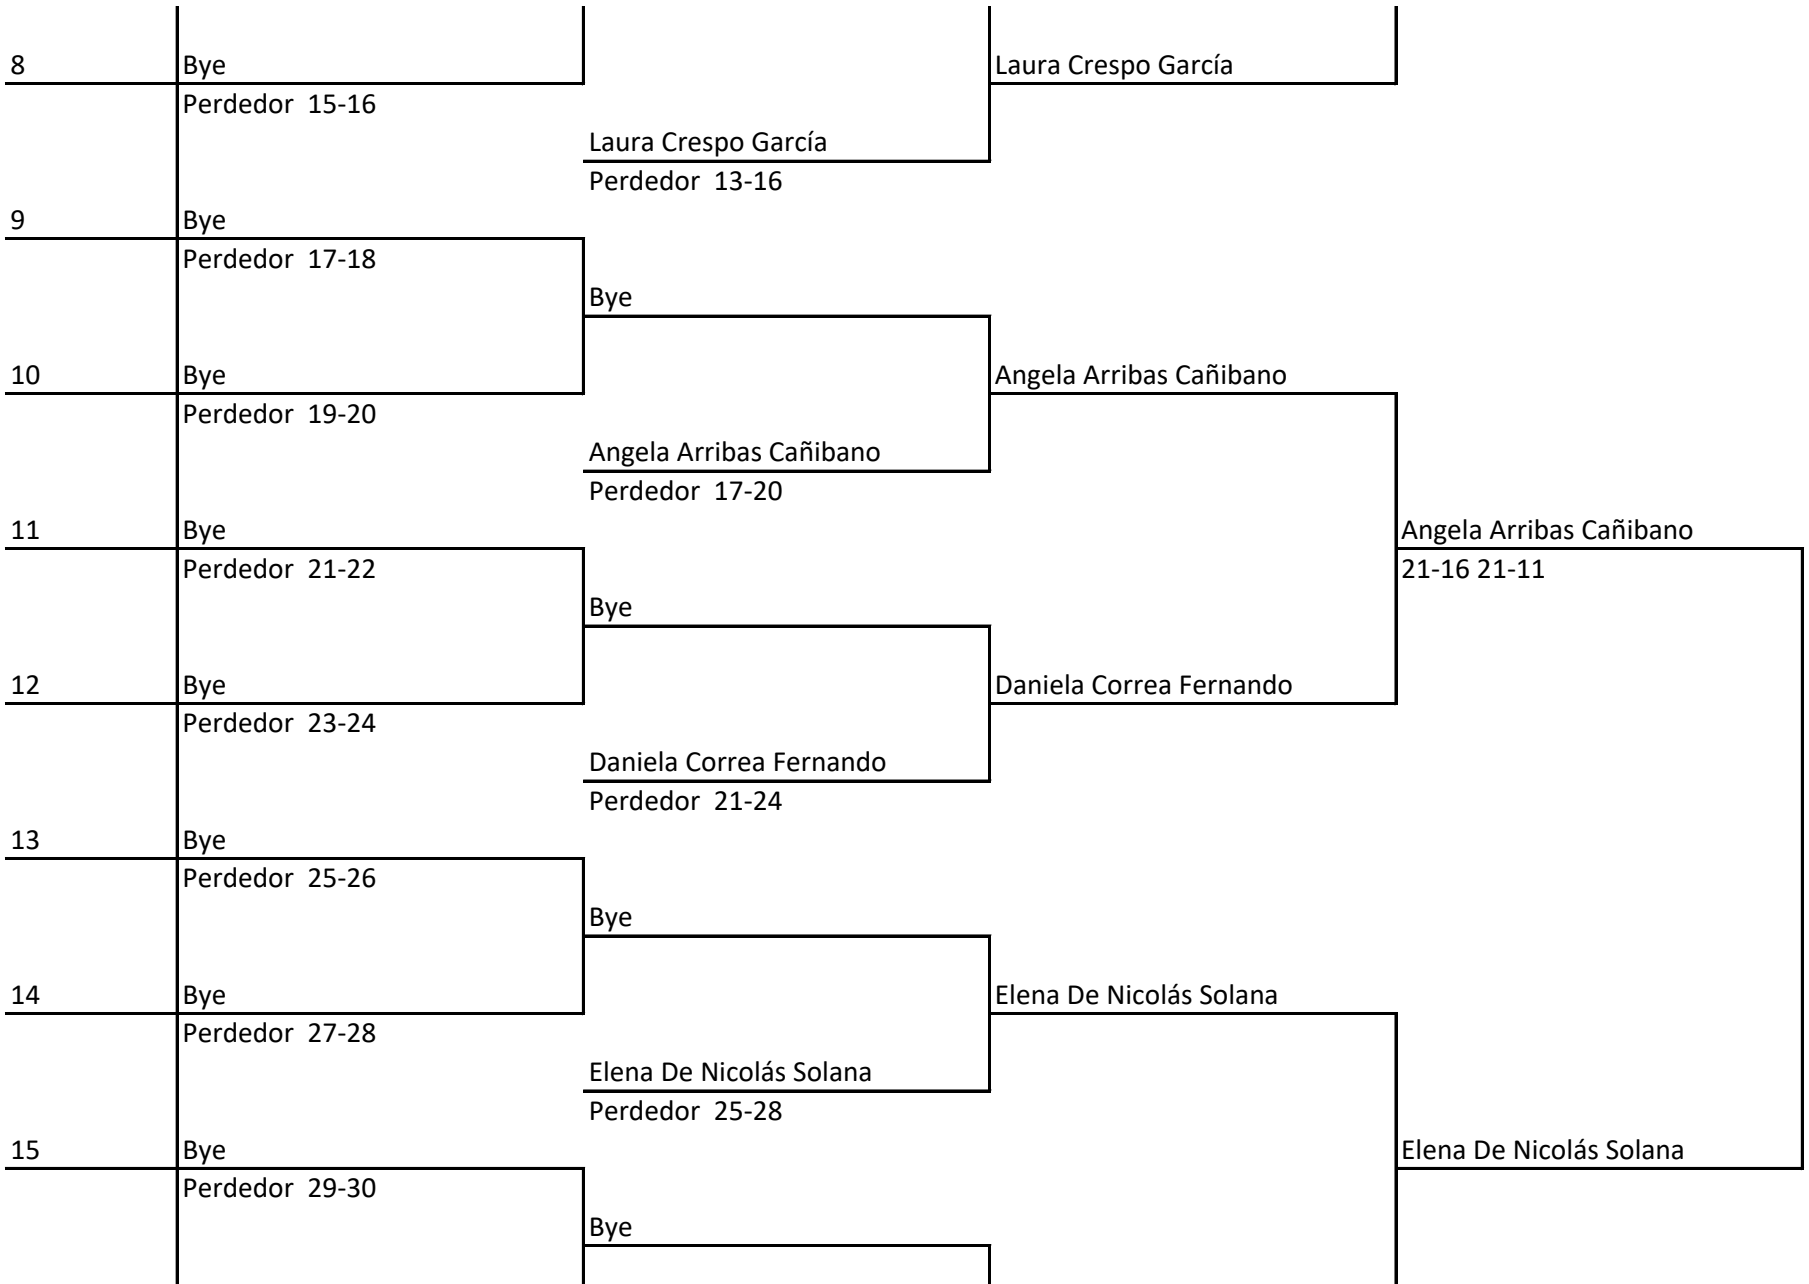 8 Bye Laura Crespo García
Perdedor 15-16
Laura Crespo García
Perdedor 13-16
9 Bye
Perdedor 17-18
Bye
10 Bye Angela Arribas Cañibano
Perdedor 19-20
Angela Arribas Cañibano
Perdedor 17-20
11 Bye Angela Arribas Cañibano
Perdedor 21-22 21-16 21-11
Bye
12 Bye Daniela Correa Fernando
Perdedor 23-24
Daniela Correa Fernando
Perdedor 21-24
13 Bye
Perdedor 25-26
Bye
14 Bye Elena De Nicolás Solana
Perdedor 27-28
Elena De Nicolás Solana
Perdedor 25-28
15 Bye Elena De Nicolás Solana
Perdedor 29-30
Bye